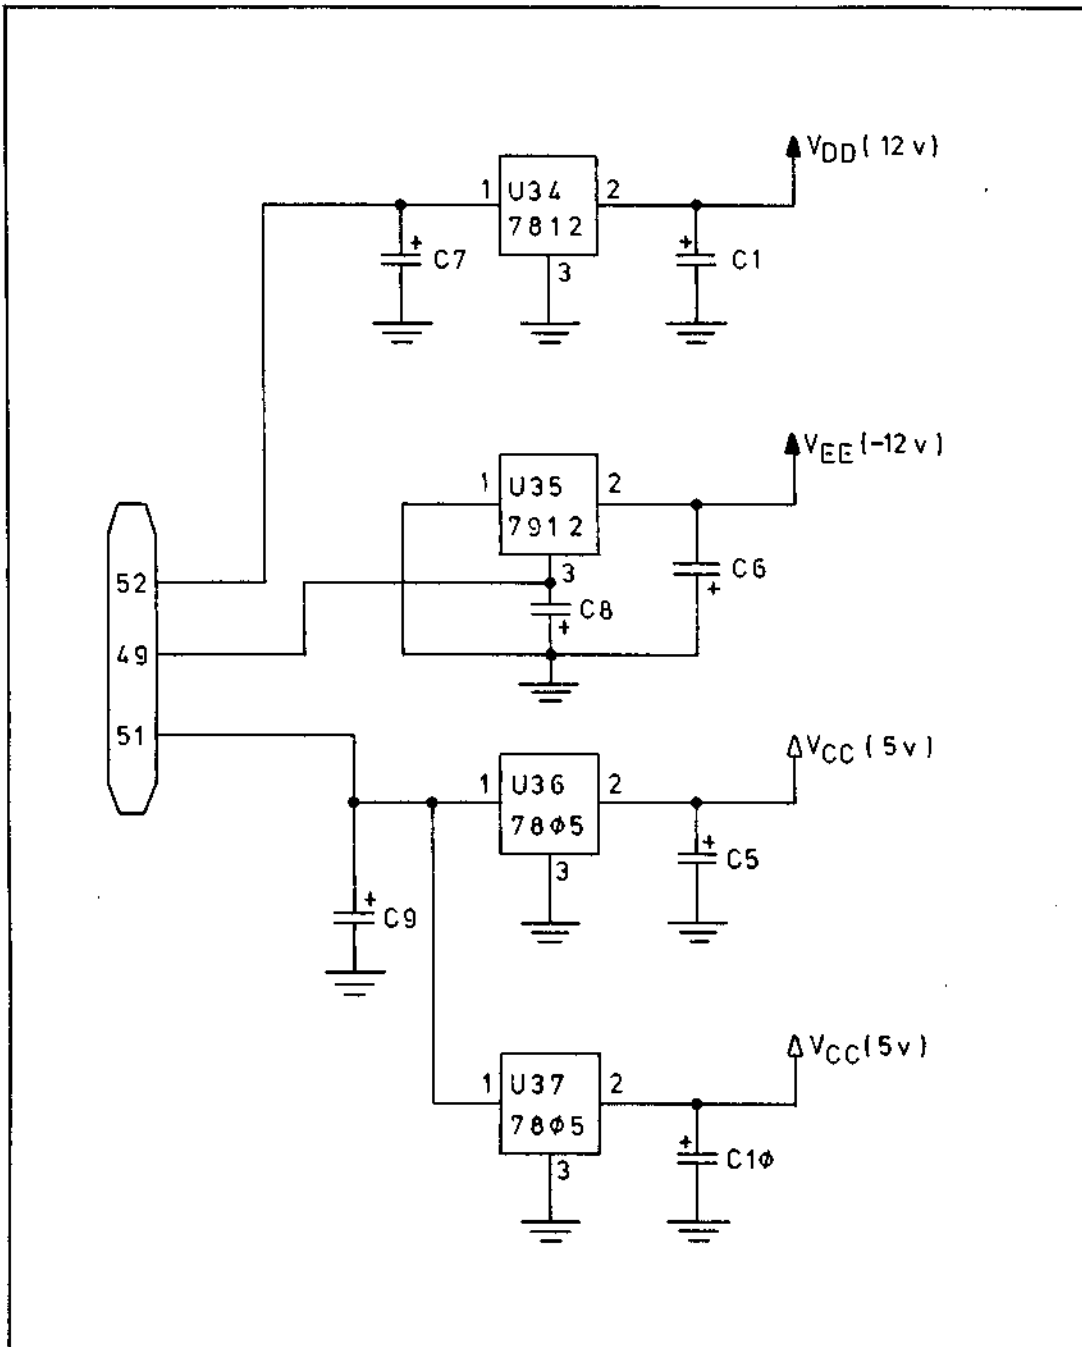 VDD (12v)
1 U34 2
7812
+ C7
3
+ C1
VEE (-12v)
1 U35 2
7912
3
C6
+
C8
+
52
49
51
VCC (5v)
1 U36 2
78φ5
3
+ C5
+ C9
VCC (5v)
1 U37 2
78φ5
3
+ C1φ